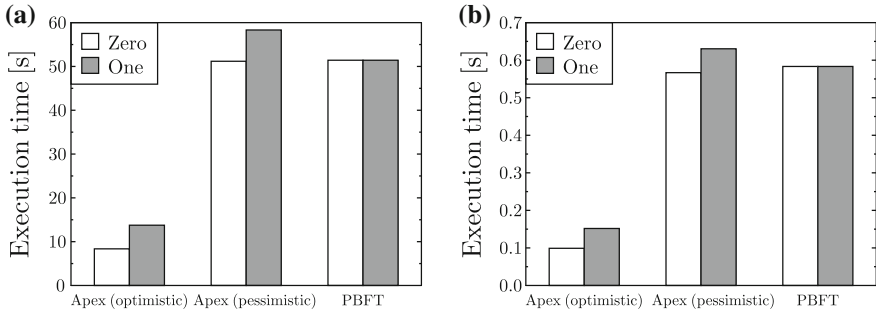 (a)
Execution time [s]
60
50
40
30
20
10
0
Zero
One
Apex (optimistic)
Apex (pessimistic)
PBFT
(b)
Execution time [s]
0.7
0.6
0.5
0.4
0.3
0.2
0.1
0.0
Zero
One
Apex (optimistic)
Apex (pessimistic)
PBFT